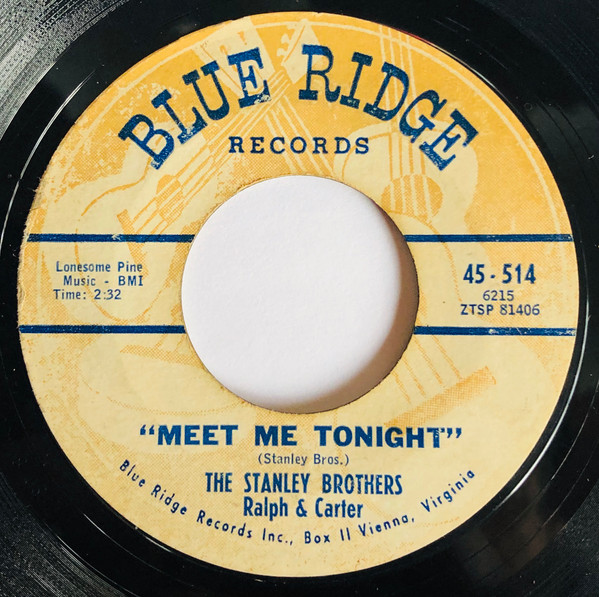 BLUE RIDGE
RECORDS
Lonesome Pine
Music - BMI
Time: 2:32
45-514
6215
ZTSP 81406
"MEET ME TONIGHT"
(Stanley Bros.)
THE STANLEY BROTHERS
Ralph & Carter
Blue Ridge Records Inc., Box 11 Vienna, Virginia